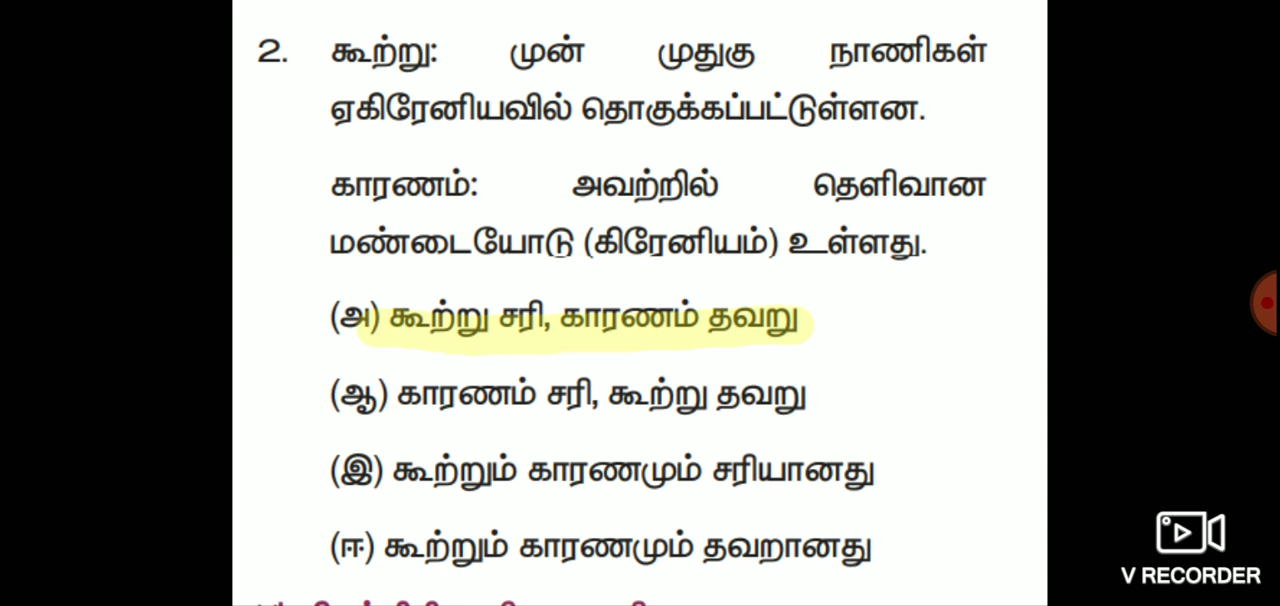 2. கூற்று: முன் முதுகு நாணிகள்
ஏகிரேனியவில் தொகுக்கப்பட்டுள்ளன.
காரணம்: அவற்றில் தெளிவான
மண்டையோடு (கிரேனியம்) உள்ளது.
(அ) கூற்று சரி, காரணம் தவறு
(ஆ) காரணம் சரி, கூற்று தவறு
(இ) கூற்றும் காரணமும் சரியானது
(ஈ) கூற்றும் காரணமும் தவறானது
V RECORDER